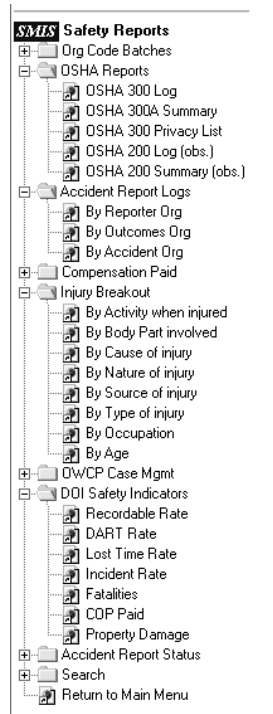 SMIS Safety Reports
Org Code Batches
OSHA Reports
OSHA 300 Log
OSHA 300A Summary
OSHA 300 Privacy List
OSHA 200 Log (obs.)
OSHA 200 Summary (obs.)
Accident Report Logs
By Reporter Org
By Outcomes Org
By Accident Org
Compensation Paid
Injury Breakout
By Activity when injured
By Body Part involved
By Cause of injury
By Nature of injury
By Source of injury
By Type of injury
By Occupation
By Age
OWCP Case Mgmt
DOI Safety Indicators
Recordable Rate
DART Rate
Lost Time Rate
Incident Rate
Fatalities
COP Paid
Property Damage
Accident Report Status
Search
Return to Main Menu